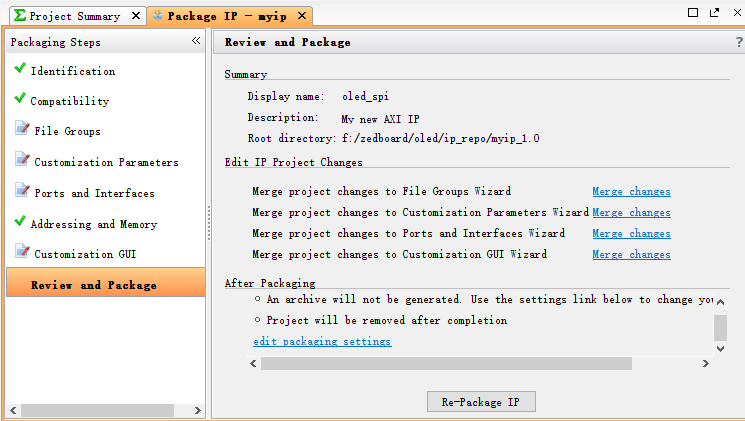 Project Summary
Package IP - myip
Packaging Steps
Identification
Compatibility
File Groups
Customization Parameters
Ports and Interfaces
Addressing and Memory
Customization GUI
Review and Package
Review and Package
?
Summary
Display name: oled_spi
Description: My new AXI IP
Root directory: f:/zedboard/oled/ip_repo/myip_1.0
Edit IP Project Changes
Merge project changes to File Groups Wizard Merge changes
Merge project changes to Customization Parameters Wizard Merge changes
Merge project changes to Ports and Interfaces Wizard Merge changes
Merge project changes to Customization GUI Wizard Merge changes
After Packaging
An archive will not be generated. Use the settings link below to change you
Project will be removed after completion
edit packaging settings
Re-Package IP